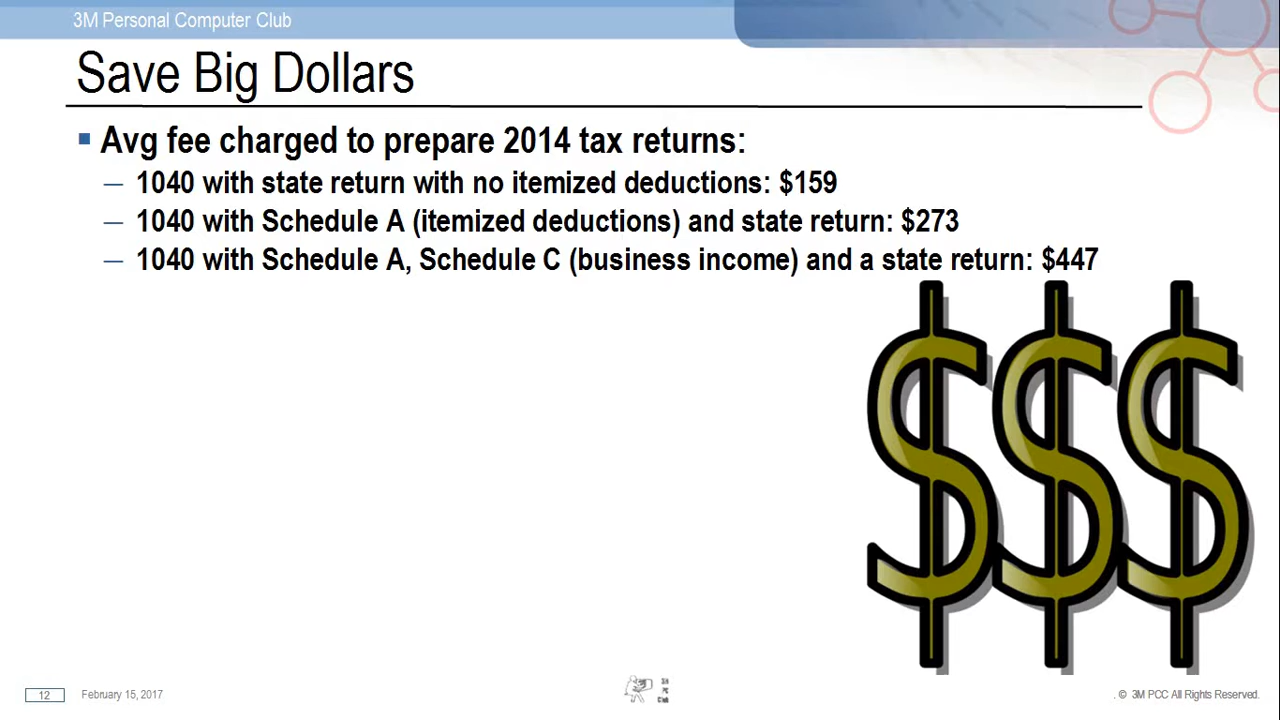 3M Personal Computer Club
Save Big Dollars
Avg fee charged to prepare 2014 tax returns:
— 1040 with state return with no itemized deductions: $159
— 1040 with Schedule A (itemized deductions) and state return: $273
— 1040 with Schedule A, Schedule C (business income) and a state return: $447
$$$
12
February 15, 2017
. © 3M PCC All Rights Reserved.